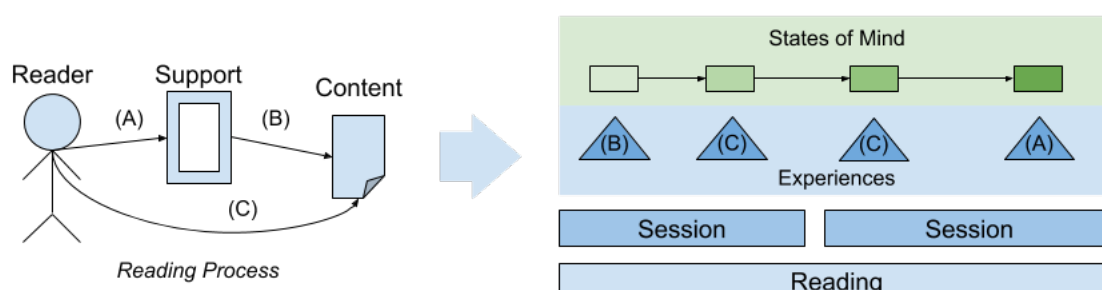 Reader
Support
Content
(A)
(B)
(C)
Reading Process
States of Mind
(B)
(C)
(C)
(A)
Experiences
Session
Session
Reading